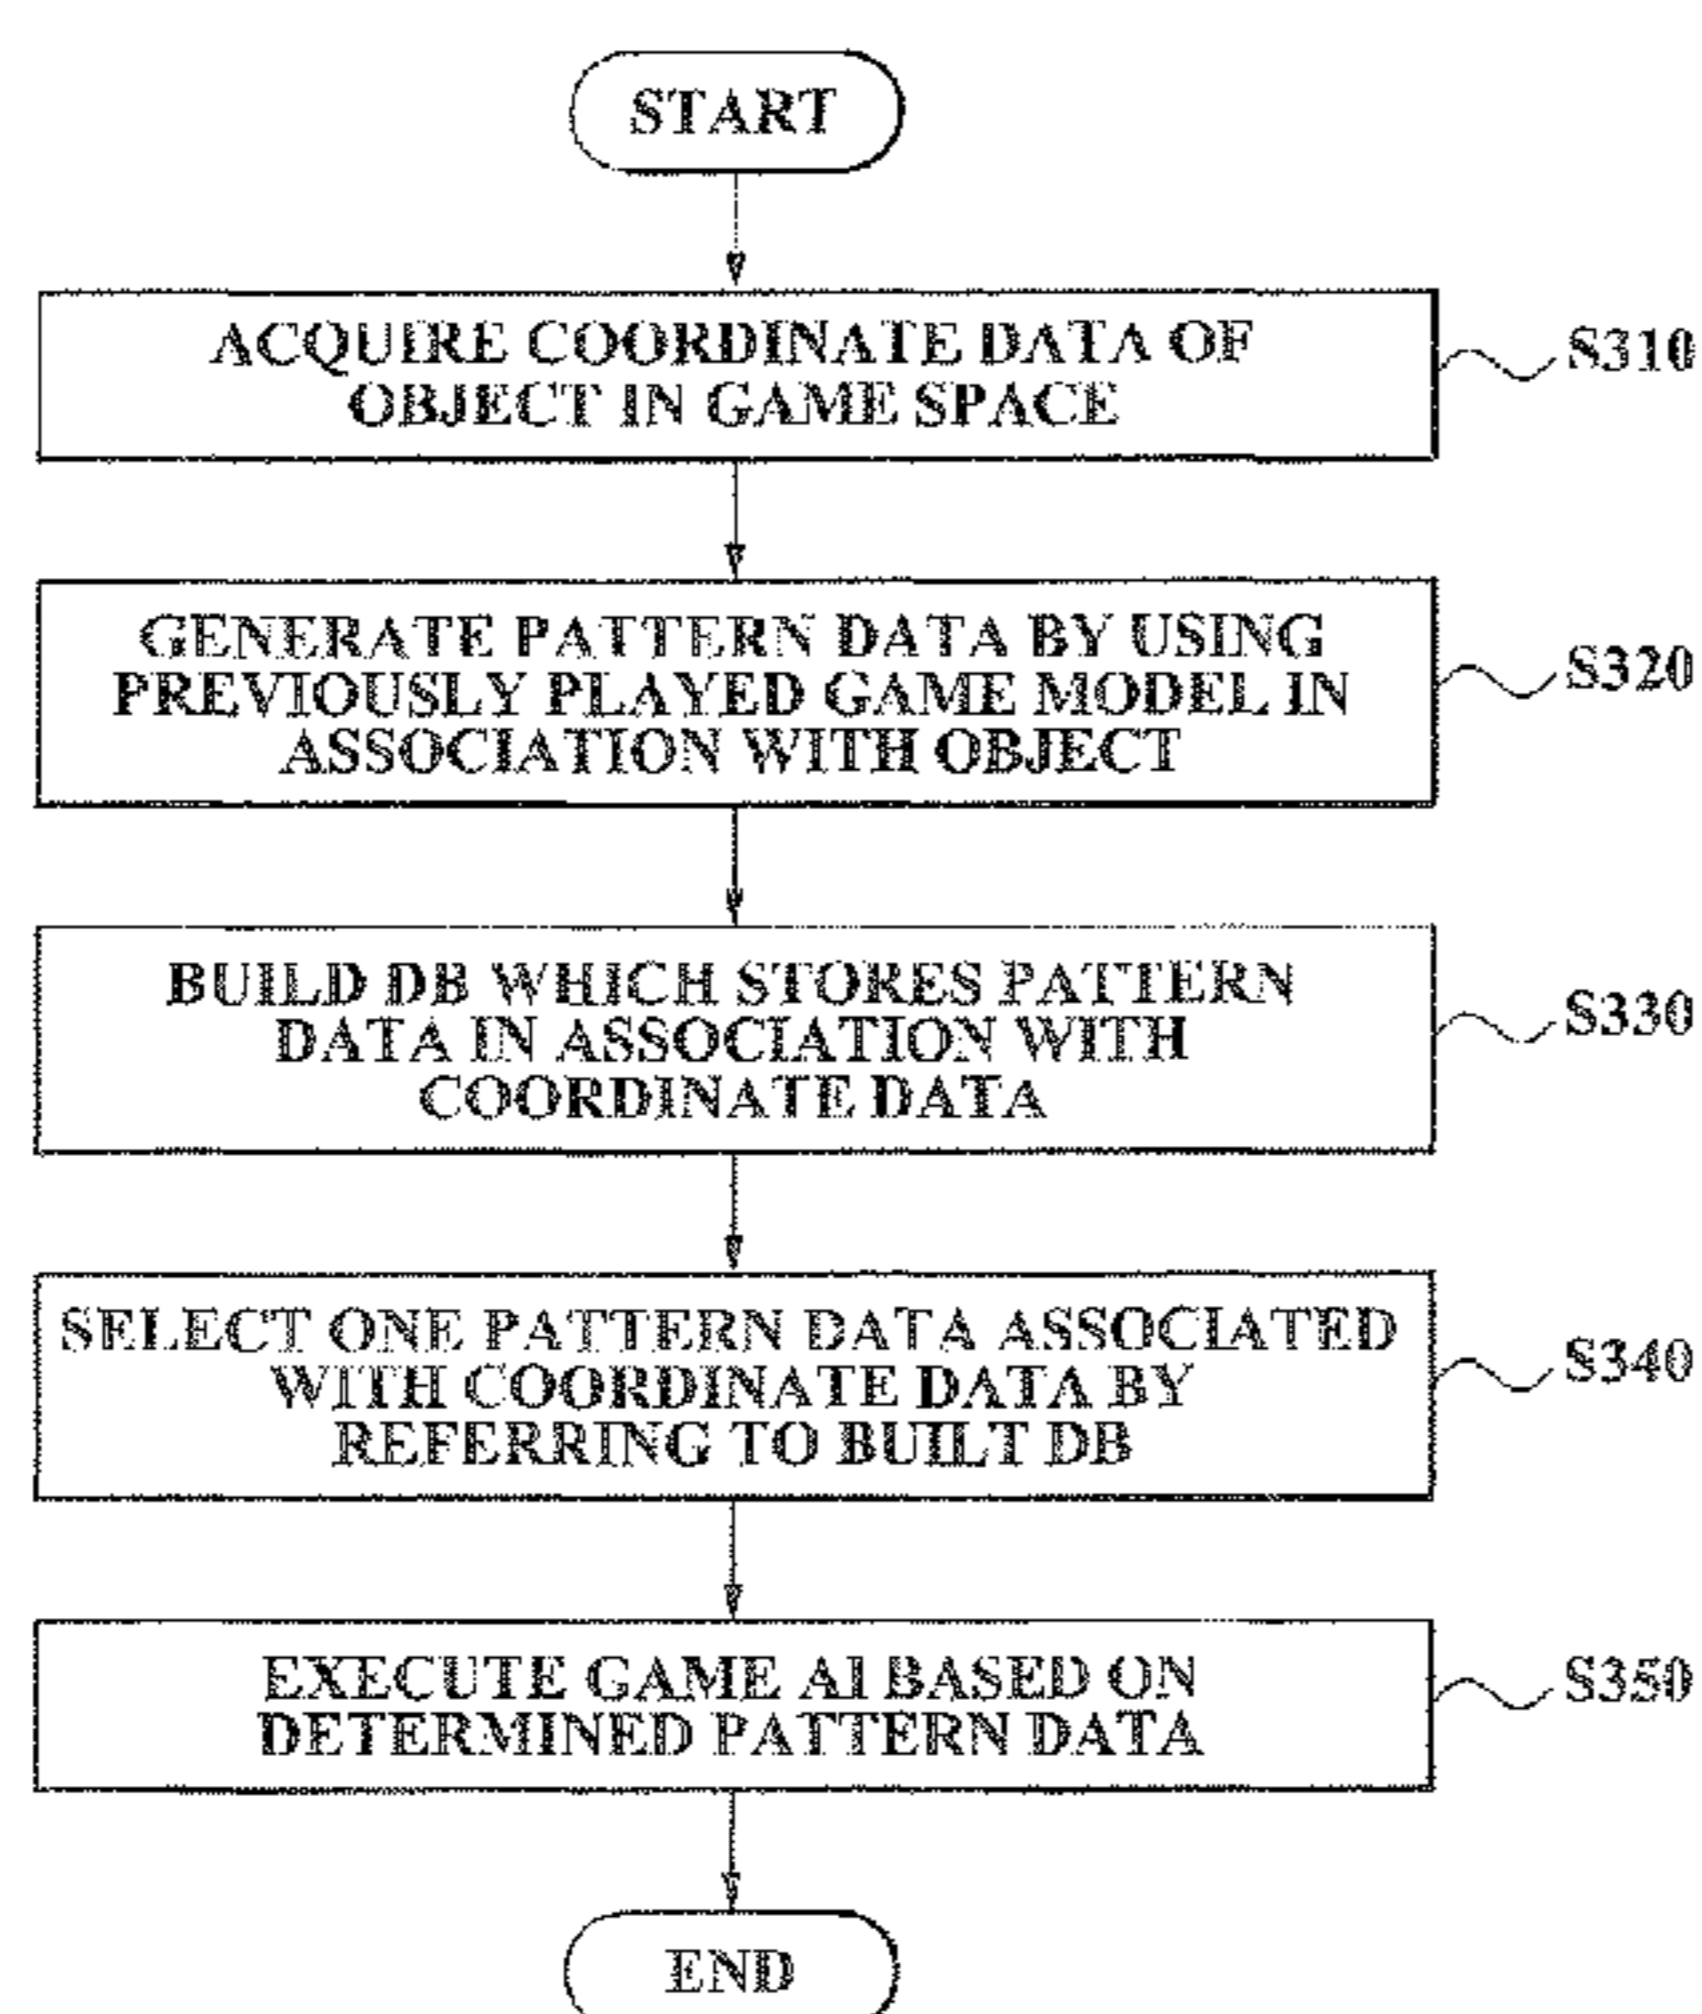 START
ACQUIRE COORDINATE DATA OF
OBJECT IN GAME SPACE
S310
GENERATE PATTERN DATA BY USING
PREVIOUSLY PLAYED GAME MODEL IN
ASSOCIATION WITH OBJECT
S320
BUILD DB WHICH STORES PATTERN
DATA IN ASSOCIATION WITH
COORDINATE DATA
S330
SELECT ONE PATTERN DATA ASSOCIATED
WITH COORDINATE DATA BY
REFERRING TO BUILT DB
S340
EXECUTE GAME AI BASED ON
DETERMINED PATTERN DATA
S350
END